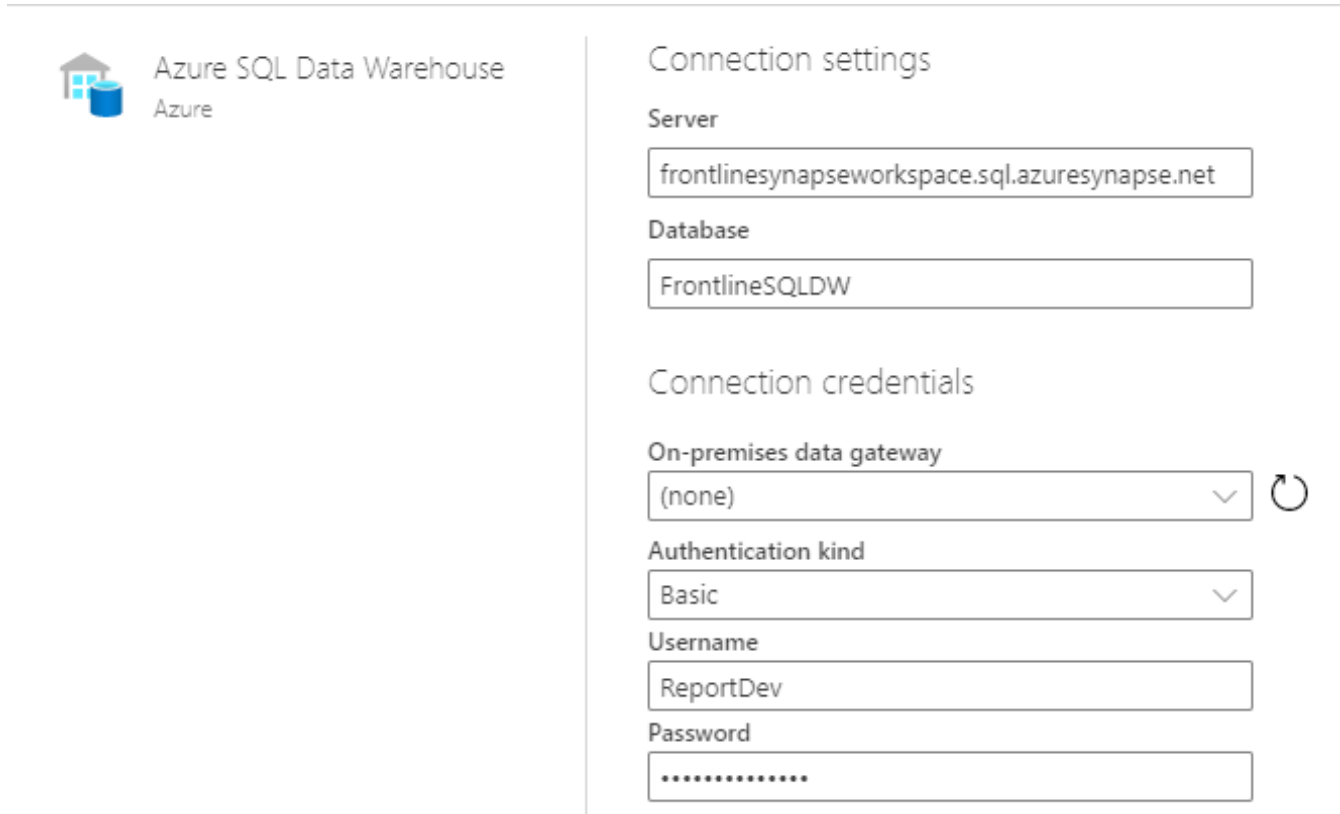 Azure SQL Data Warehouse
Azure
Connection settings
Server
frontlinesynapseworkspace.sql.azuresynapse.net
Database
FrontlineSQLDW
Connection credentials
On-premises data gateway
(none)
Authentication kind
Basic
Username
ReportDev
Password
••••••••••••••